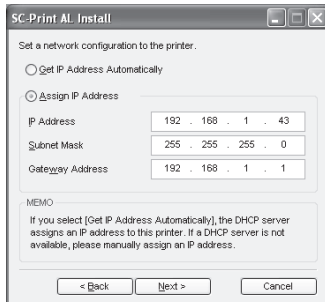 SC-Print AL Install
Set a network configuration to the printer.
Get IP Address Automatically
Assign IP Address
IP Address 192 . 168 . 1 . 43
Subnet Mask 255 . 255 . 255 . 0
Gateway Address 192 . 168 . 1 . 1
MEMO
If you select [Get IP Address Automatically], the DHCP server
assigns an IP address to this printer. If a DHCP server is not
available, please manually assign an IP address.
< Back Next > Cancel